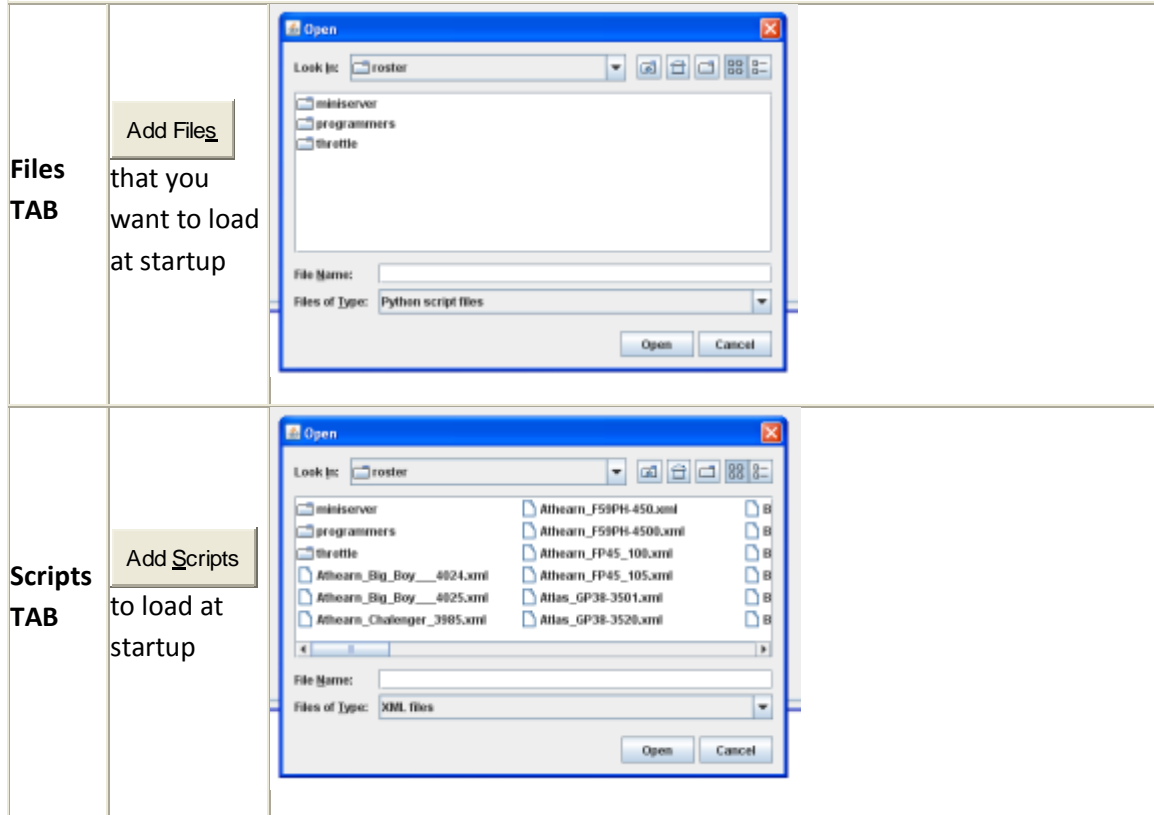 Files
TAB
Add Files
that you
want to load
at startup
Open
Look In: roster
miniserver
programmers
throttle
File Name:
Files of Type: Python script files
Open Cancel
Scripts
TAB
Add Scripts
to load at
startup
Open
Look In: roster
miniserver Athearn_F59PH-450.xml B
programmers Athearn_F59PH-4500.xml B
throttle Athearn_FP45_100.xml B
Athearn_Big_Boy___4024.xml Athearn_FP45_105.xml B
Athearn_Big_Boy___4025.xml Atlas_GP38-3501.xml B
Athearn_Chalenger_3985.xml Atlas_GP38-3520.xml B
File Name:
Files of Type: XML files
Open Cancel